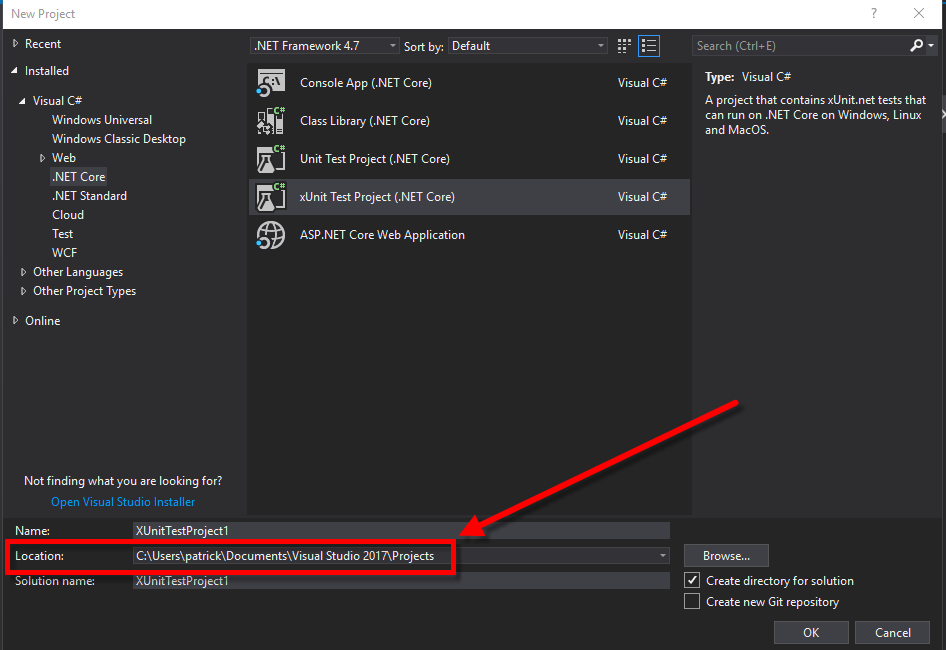 New Project
Recent
.NET Framework 4.7 Sort by: Default
Search (Ctrl+E)
Installed
Visual C#
Windows Universal
Windows Classic Desktop
Web
.NET Core
.NET Standard
Cloud
Test
WCF
Other Languages
Other Project Types
Online
Not finding what you are looking for?
Open Visual Studio Installer
Console App (.NET Core) Visual C#
Class Library (.NET Core) Visual C#
Unit Test Project (.NET Core) Visual C#
xUnit Test Project (.NET Core) Visual C#
ASP.NET Core Web Application Visual C#
Type: Visual C#
A project that contains xUnit.net tests that
can run on .NET Core on Windows, Linux
and MacOS.
Name: XUnitTestProject1
Location: C:\Users\patrick\Documents\Visual Studio 2017\Projects
Browse...
Solution name: XUnitTestProject1
Create directory for solution
Create new Git repository
OK Cancel